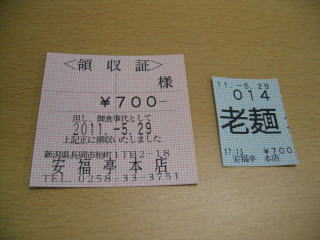 ＜領収証＞
様
￥700-
但し、御食事代として
2011.-5.29
上記正に領収いたしました
新潟県長岡市柏町1丁目2-18
安福亭 本店
TEL. 0258-33-3751
11.-5.29
014
老麺
17:13 ￥700
安福亭 本店